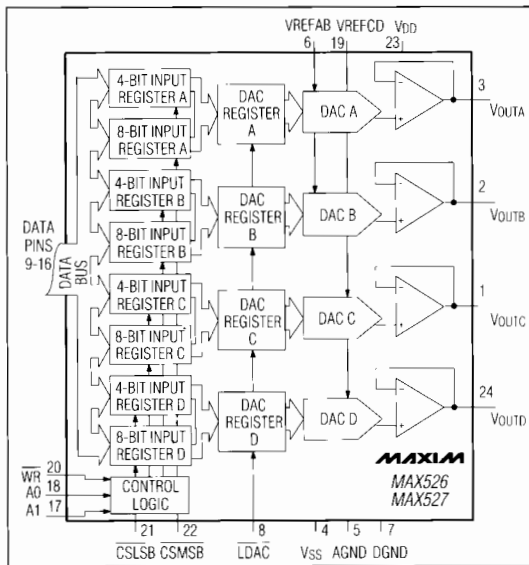 VREFAB VREFCD VDD
6 19 23
4-BIT INPUT
REGISTER A
8-BIT INPUT
REGISTER A
4-BIT INPUT
REGISTER B
8-BIT INPUT
REGISTER B
4-BIT INPUT
REGISTER C
8-BIT INPUT
REGISTER C
4-BIT INPUT
REGISTER D
8-BIT INPUT
REGISTER D
DAC
REGISTER
A
DAC
REGISTER
B
DAC
REGISTER
C
DAC
REGISTER
D
DAC A
DAC B
DAC C
DAC D
-
+
-
+
-
+
-
+
3
VOUTA
2
VOUTB
1
VOUTC
24
VOUTD
DATA
PINS
9-16
DATA
BUS
WR 20
A0 18
A1 17
CONTROL
LOGIC
MAXIM
MAX526
MAX527
21 22 8 4 5 7
CSLSB CSMSB LDAC VSS AGND DGND